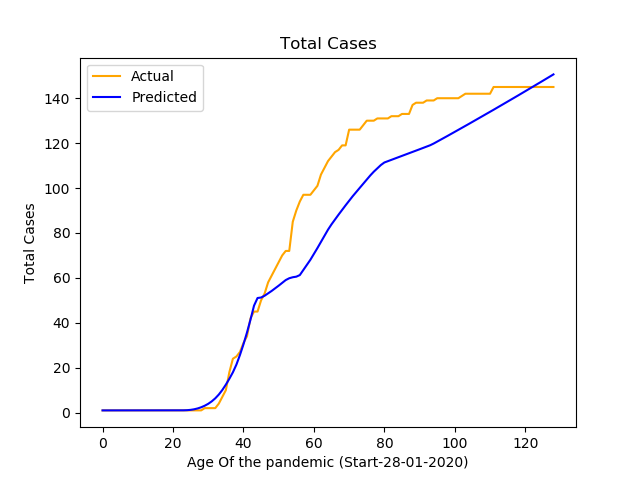 Total Cases
Actual
Predicted
Total Cases
140
120
100
80
60
40
20
0
0 20 40 60 80 100 120
Age Of the pandemic (Start-28-01-2020)